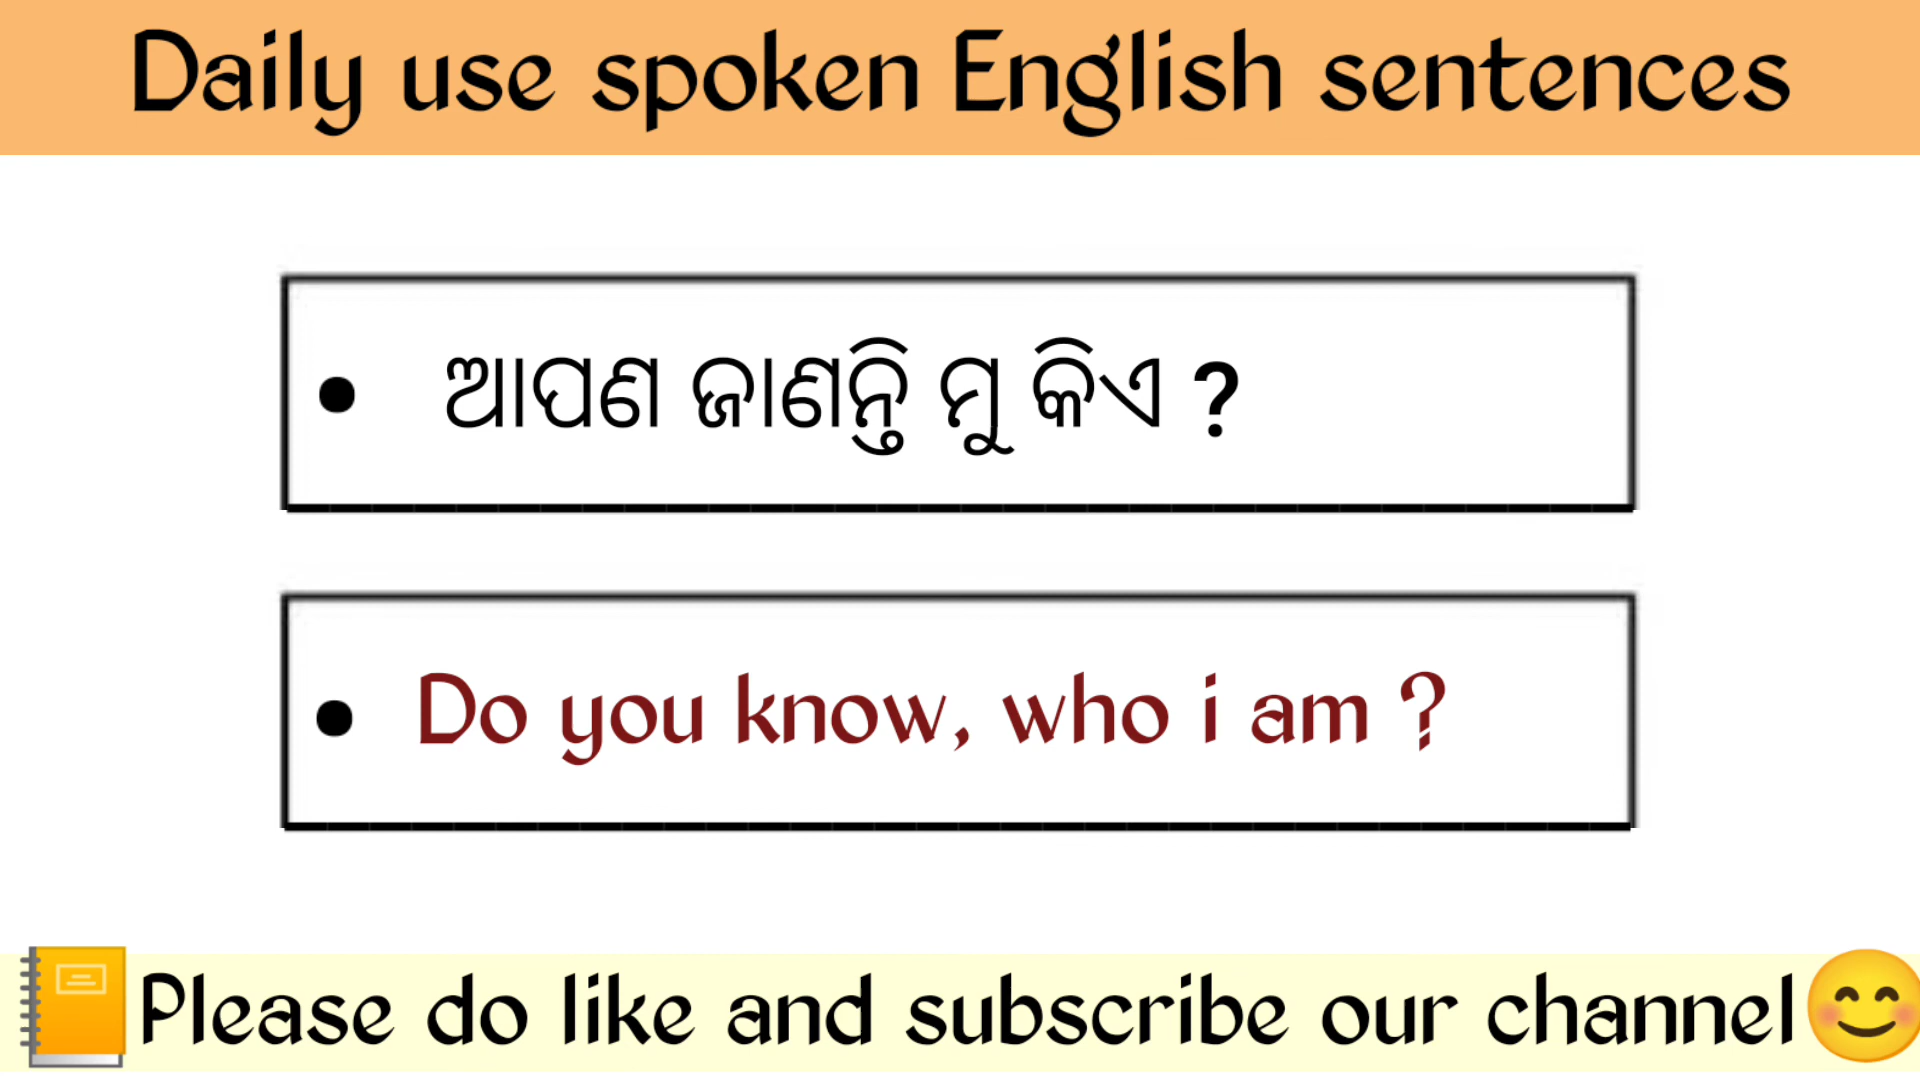 Daily use spoken English sentences
• ଆପଣ ଜାଣନ୍ତି ମୁ କିଏ ?
• Do you know, who i am ?
Please do like and subscribe our channel